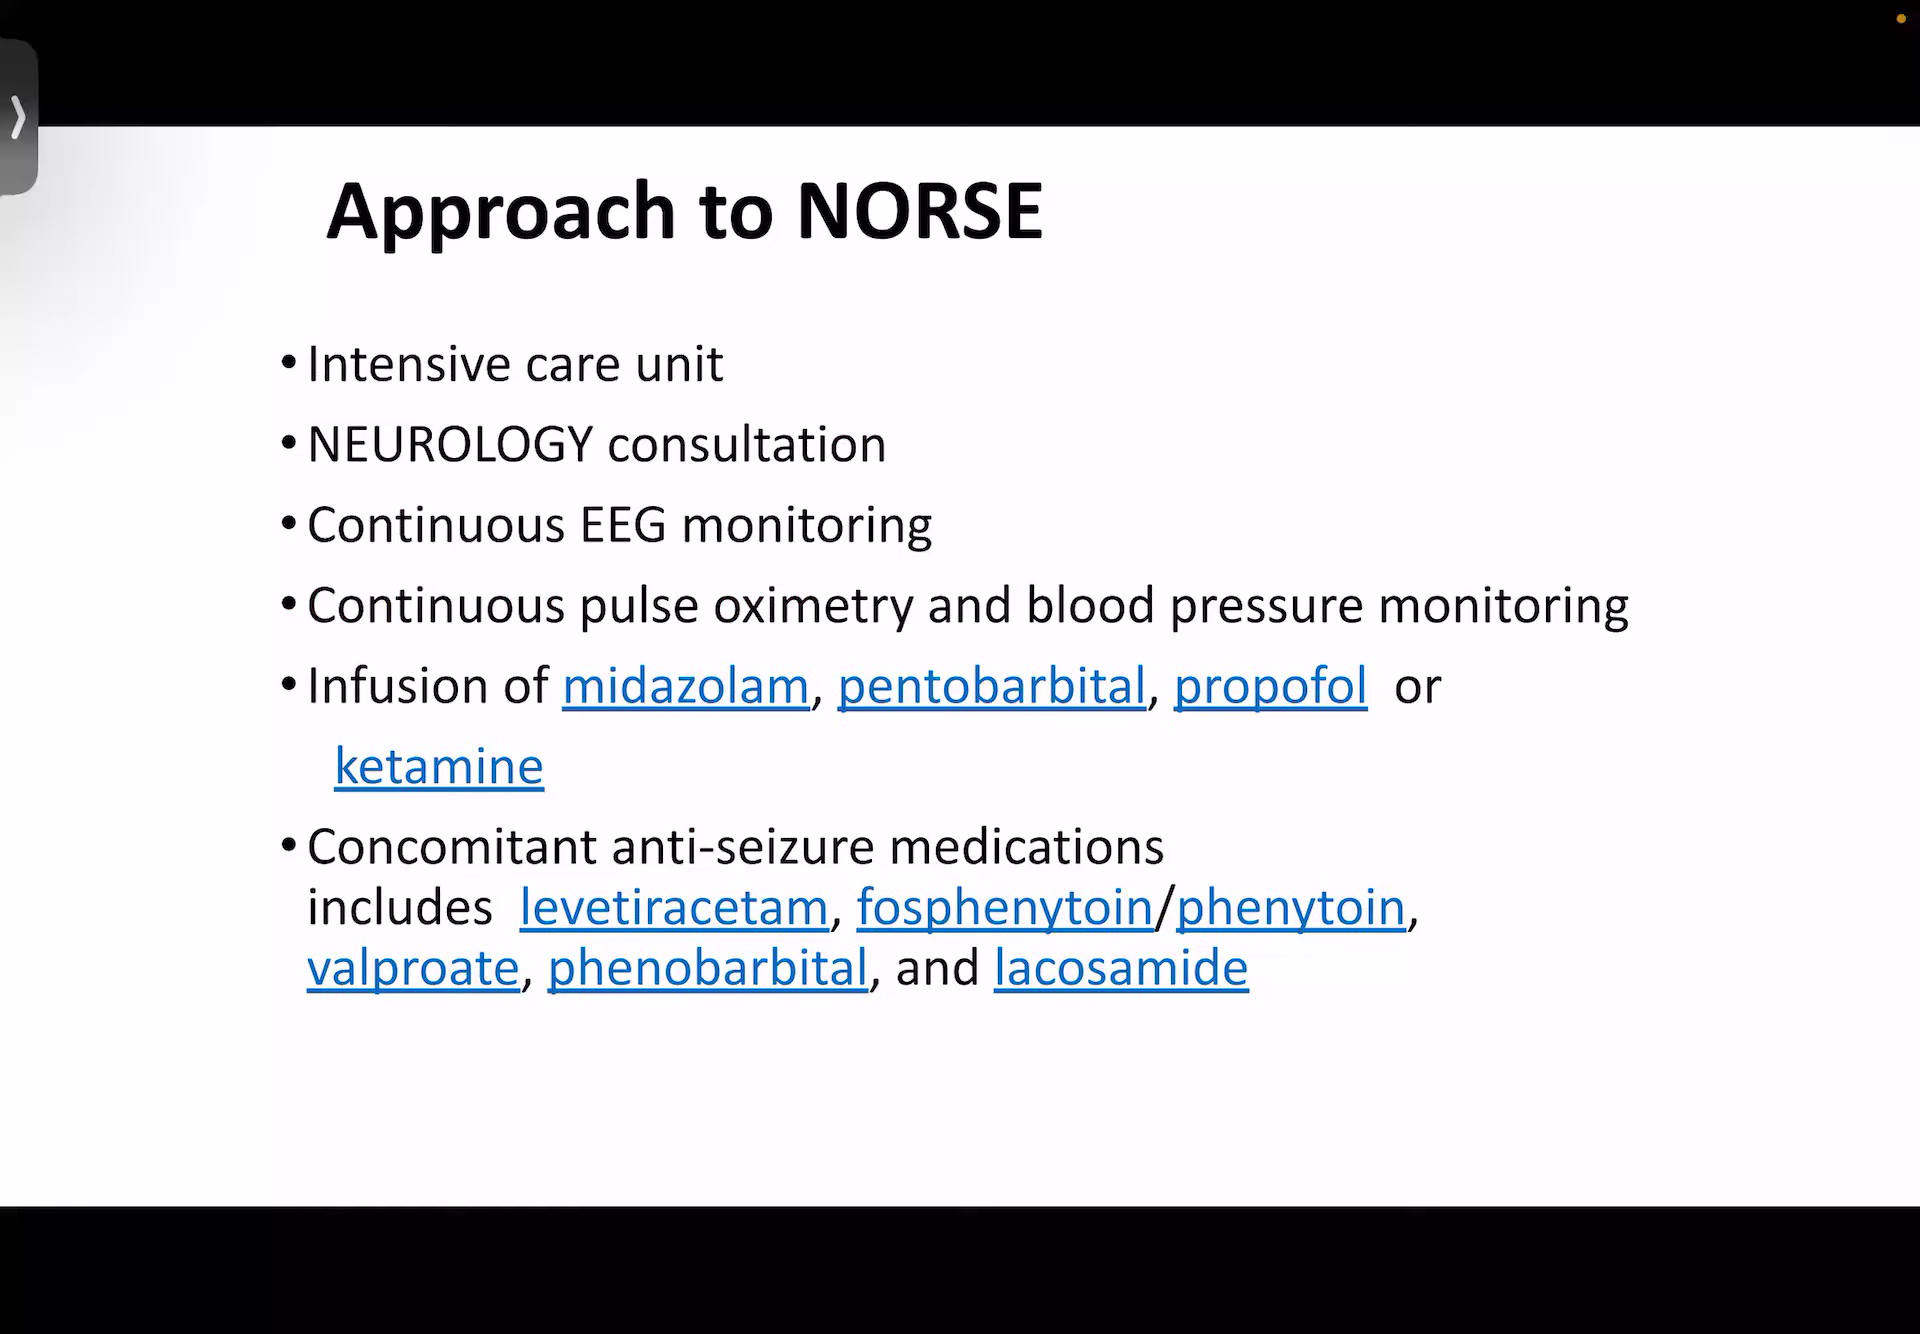 Approach to NORSE
• Intensive care unit
• NEUROLOGY consultation
• Continuous EEG monitoring
• Continuous pulse oximetry and blood pressure monitoring
• Infusion of midazolam, pentobarbital, propofol or
ketamine
• Concomitant anti-seizure medications
includes levetiracetam, fosphenytoin/phenytoin,
valproate, phenobarbital, and lacosamide